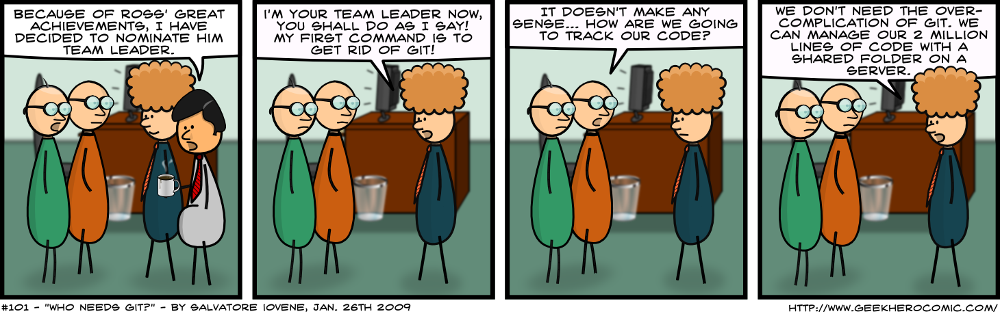 BECAUSE OF ROSS' GREAT
ACHIEVEMENTS, I HAVE
DECIDED TO NOMINATE HIM
TEAM LEADER.
I'M YOUR TEAM LEADER NOW,
YOU SHALL DO AS I SAY!
MY FIRST COMMAND IS TO
GET RID OF GIT!
IT DOESN'T MAKE ANY
SENSE... HOW ARE WE GOING
TO TRACK OUR CODE?
WE DON'T NEED THE OVER-
COMPLICATION OF GIT. WE
CAN MANAGE OUR 2 MILLION
LINES OF CODE WITH A
SHARED FOLDER ON A
SERVER.
#101 - "WHO NEEDS GIT?" - BY SALVATORE IOVENE, JAN. 26TH 2009
HTTP://WWW.GEEKHEROCOMIC.COM/